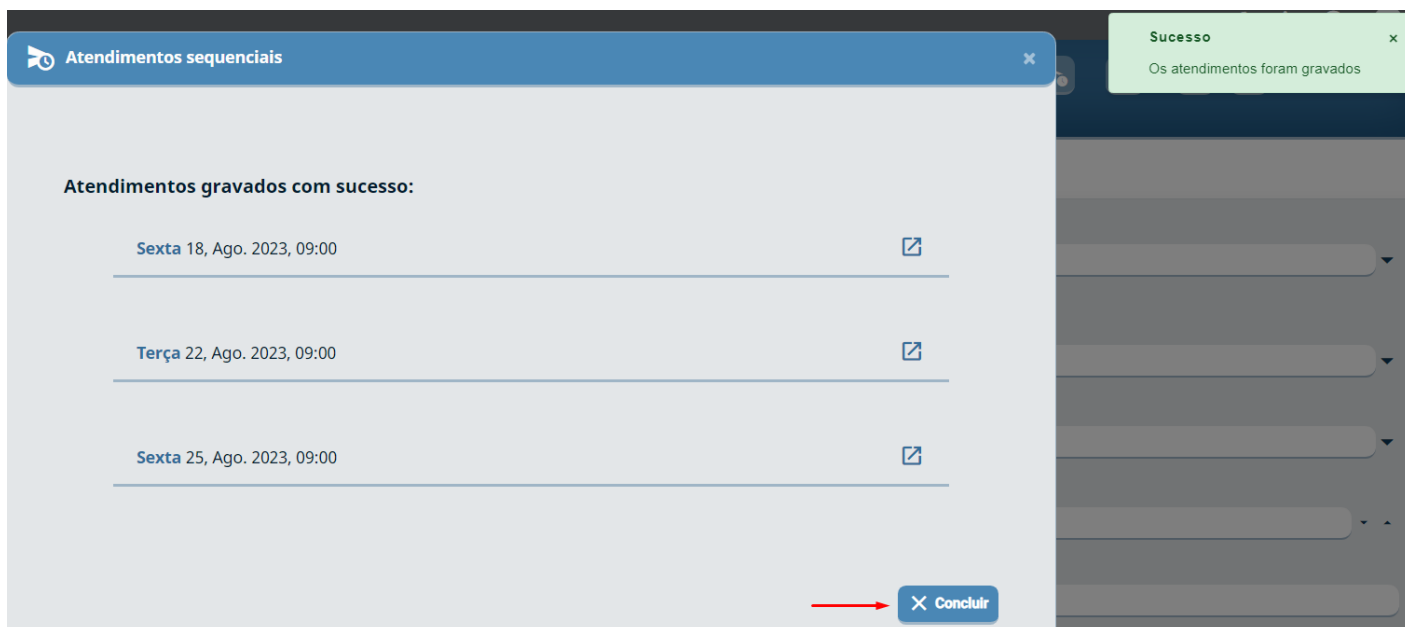 Sucesso
Os atendimentos foram gravados
Atendimentos sequenciais
Atendimentos gravados com sucesso:
Sexta 18, Ago. 2023, 09:00
Terça 22, Ago. 2023, 09:00
Sexta 25, Ago. 2023, 09:00
Concluir